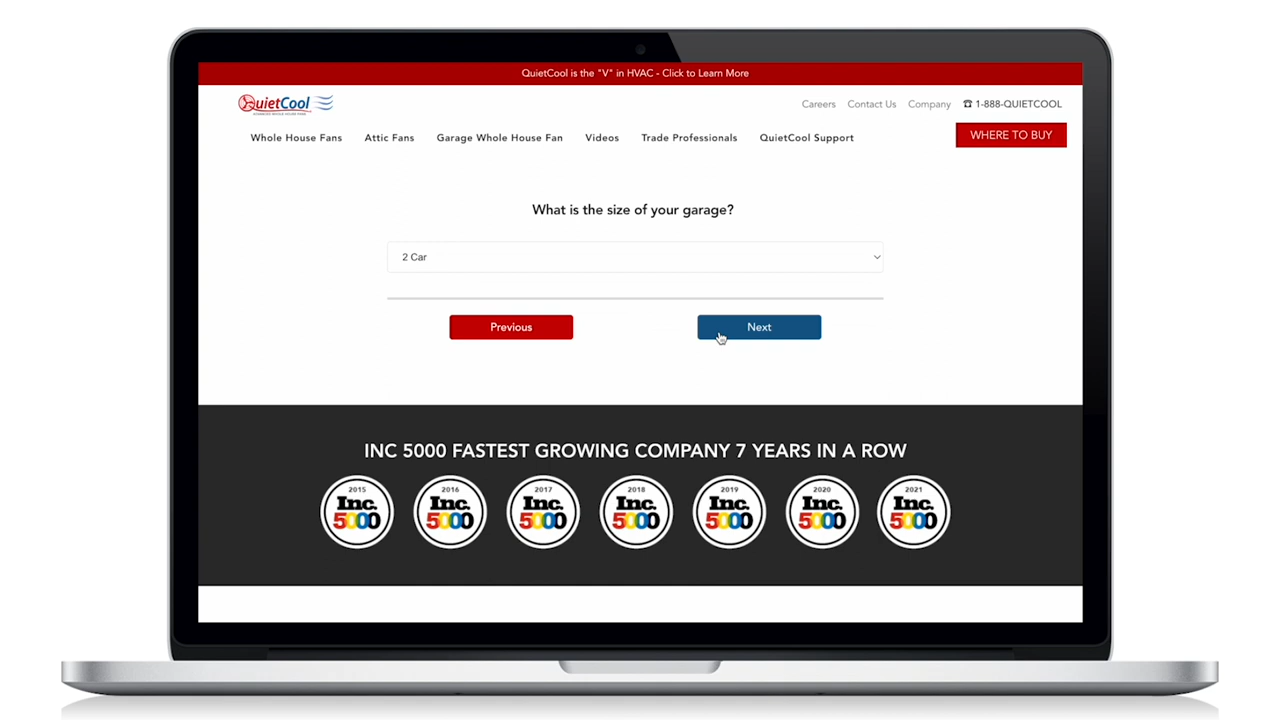 QuietCool is the "V" in HVAC - Click to Learn More
QuietCool
Careers Contact Us Company ☎ 1-888-QUIETCOOL
Whole House Fans Attic Fans Garage Whole House Fan Videos Trade Professionals QuietCool Support WHERE TO BUY
What is the size of your garage?
2 Car
Previous Next
INC 5000 FASTEST GROWING COMPANY 7 YEARS IN A ROW
2015 2016 2017 2018 2019 2020 2021
Inc. Inc. Inc. Inc. Inc. Inc. Inc.
5000 5000 5000 5000 5000 5000 5000